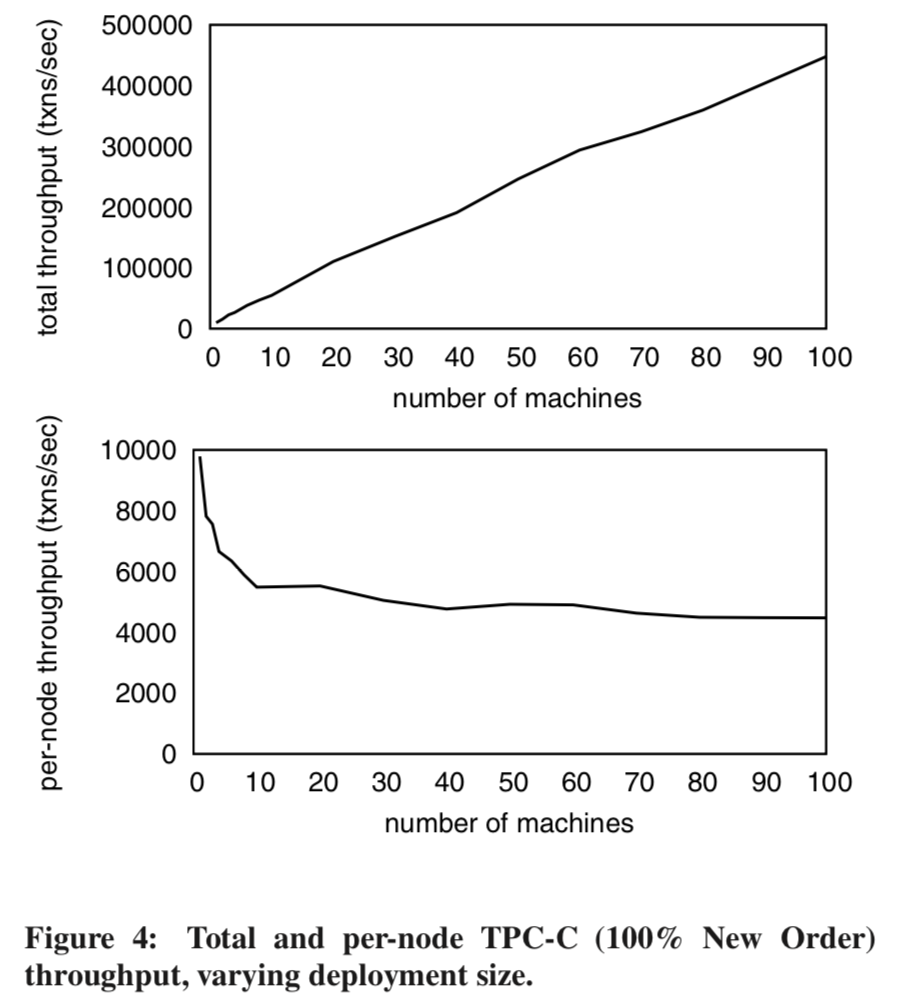 500000
400000
300000
200000
100000
0
total throughput (txns/sec)
0 10 20 30 40 50 60 70 80 90 100
number of machines
10000
8000
6000
4000
2000
0
per-node throughput (txns/sec)
0 10 20 30 40 50 60 70 80 90 100
number of machines
Figure 4: Total and per-node TPC-C (100% New Order)
throughput, varying deployment size.